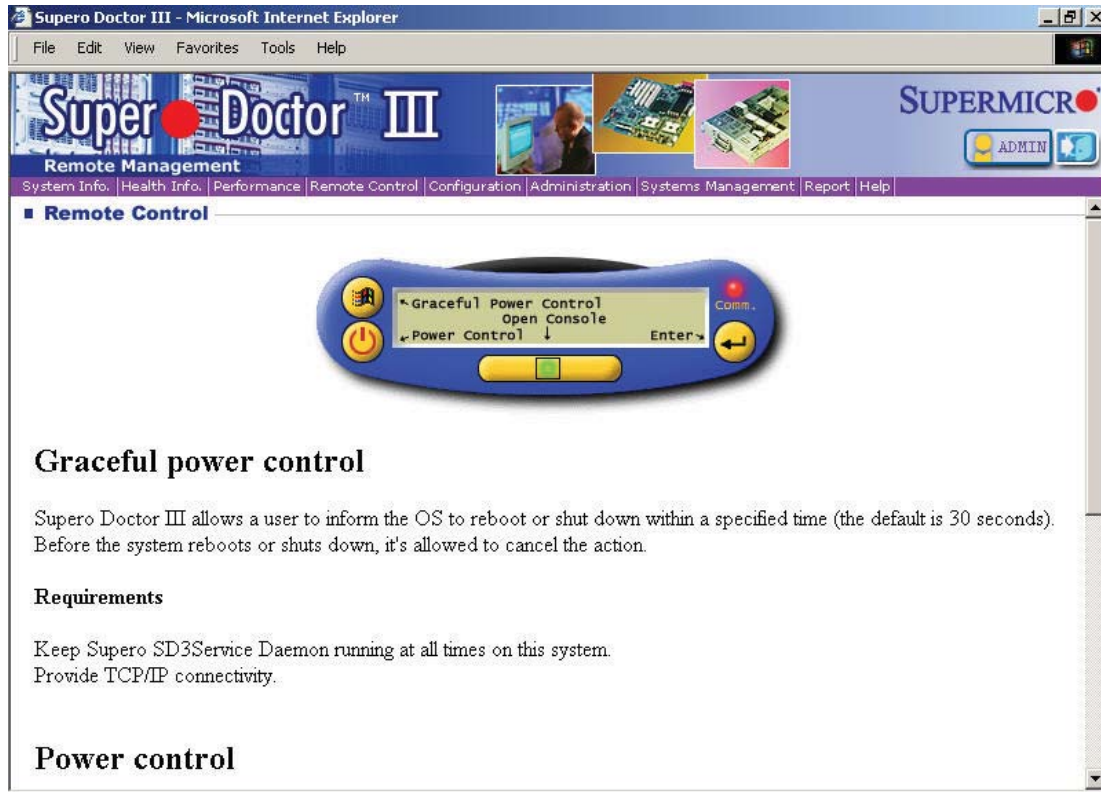 Supero Doctor III - Microsoft Internet Explorer
File Edit View Favorites Tools Help
Super Doctor™ III
SUPERMICR
Remote Management
ADMIN
System Info. Health Info. Performance Remote Control Configuration Administration Systems Management Report Help
Remote Control
Graceful Power Control
Open Console
Power Control Enter
Comm.
Graceful power control
Supero Doctor III allows a user to inform the OS to reboot or shut down within a specified time (the default is 30 seconds).
Before the system reboots or shuts down, it's allowed to cancel the action.
Requirements
Keep Supero SD3Service Daemon running at all times on this system.
Provide TCP/IP connectivity.
Power control